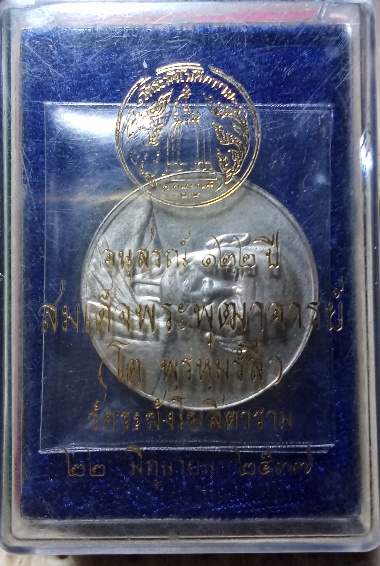 อนุสรณ์ ๑๒๒ ปี
สมเด็จพระพุฒาจารย์
(โต พฺรหฺมรํสี)
วัดระฆังโฆสิตาราม
๒๒ มิถุนายน ๒๕๓๗